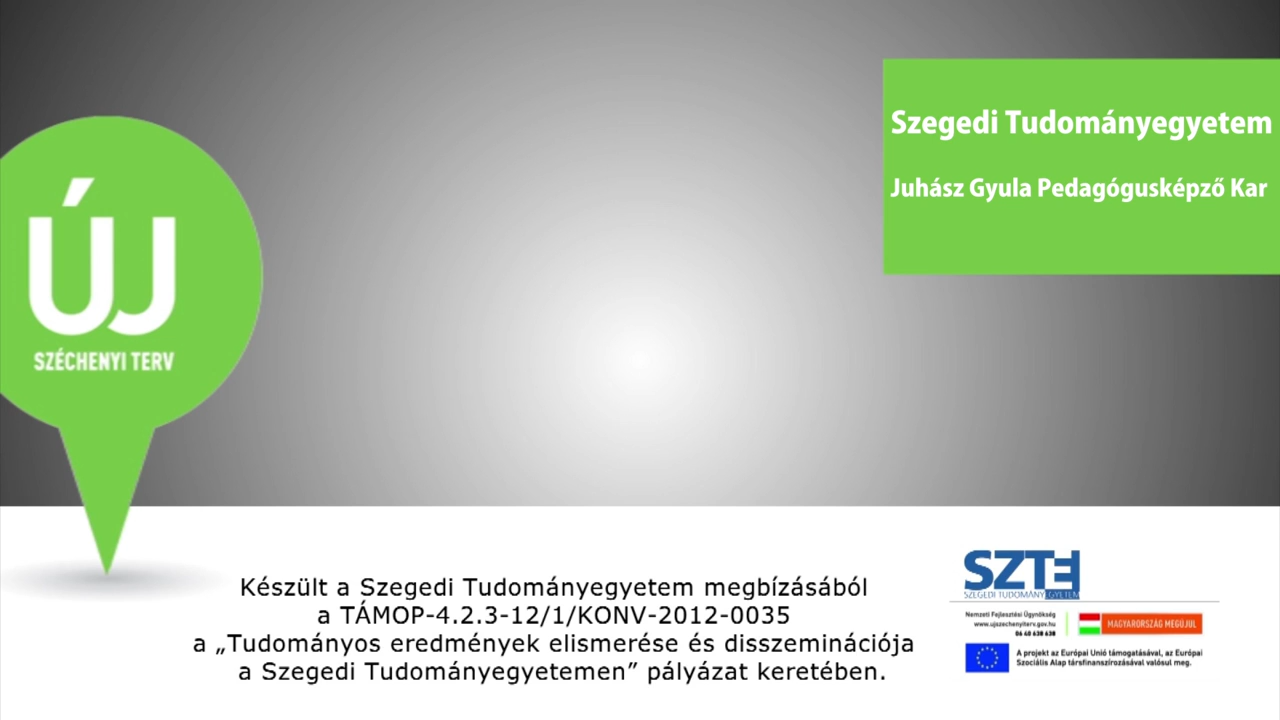 Szegedi Tudományegyetem
Juhász Gyula Pedagógusképző Kar
ÚJ
SZÉCHENYI TERV
Készült a Szegedi Tudományegyetem megbízásából
a TÁMOP-4.2.3-12/1/KONV-2012-0035
a „Tudományos eredmények elismerése és disszeminációja
a Szegedi Tudományegyetemen” pályázat keretében.
SZTE
SZEGEDI TUDOMÁNYEGYETEM
Nemzeti Fejlesztési Ügynökség
www.ujszechenyiterv.gov.hu
06 40 638 638
MAGYARORSZÁG MEGÚJUL
A projekt az Európai Unió támogatásával, az Európai
Szociális Alap társfinanszírozásával valósul meg.